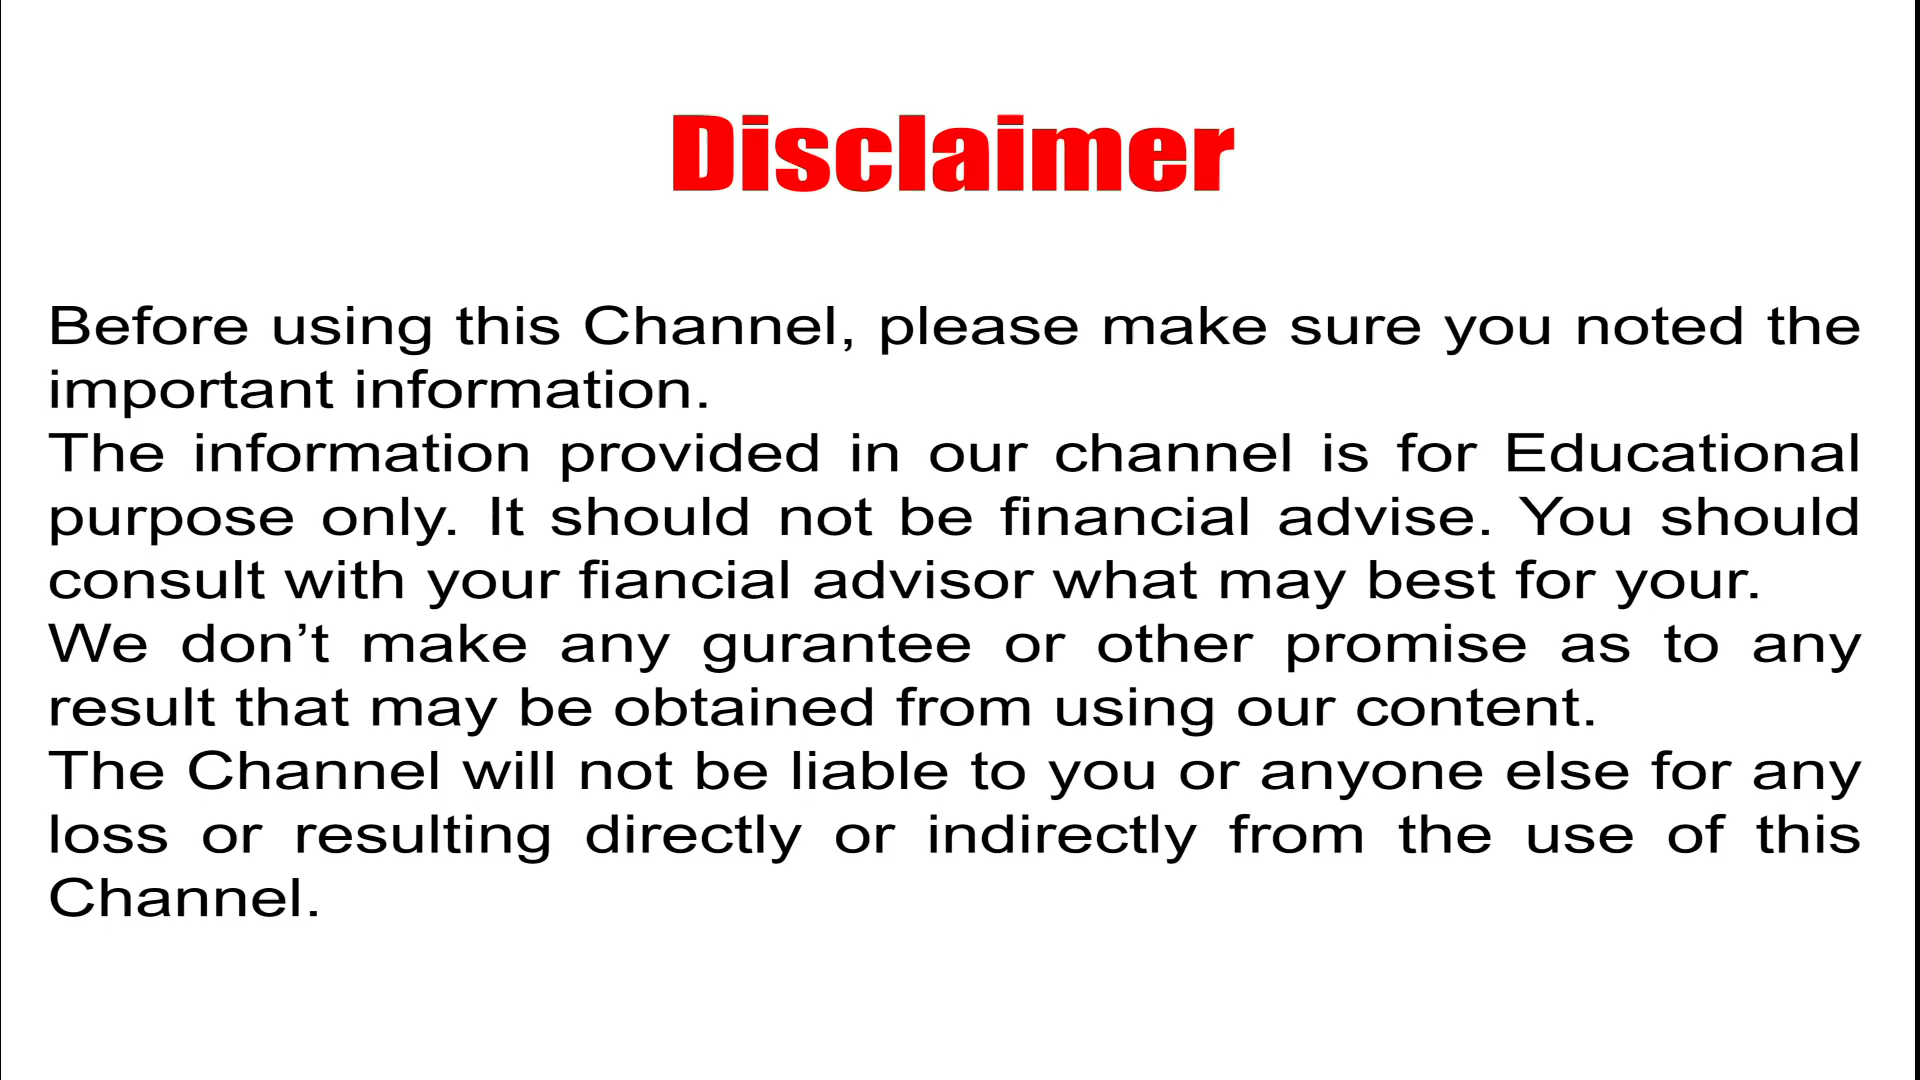 Disclaimer
Before using this Channel, please make sure you noted the
important information.
The information provided in our channel is for Educational
purpose only. It should not be financial advise. You should
consult with your fiancial advisor what may best for your.
We don’t make any gurantee or other promise as to any
result that may be obtained from using our content.
The Channel will not be liable to you or anyone else for any
loss or resulting directly or indirectly from the use of this
Channel.